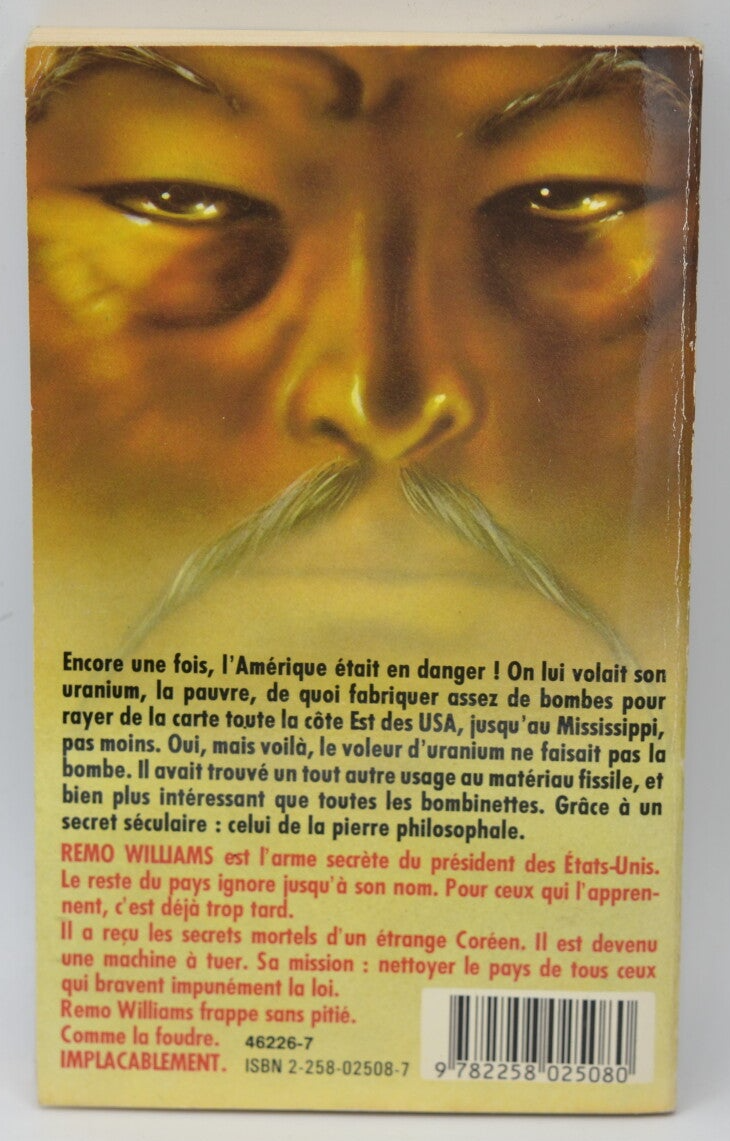 Encore une fois, l'Amérique était en danger ! On lui volait son
uranium, la pauvre, de quoi fabriquer assez de bombes pour
rayer de la carte toute la côte Est des USA, jusqu'au Mississippi,
pas moins. Oui, mais voilà, le voleur d'uranium ne faisait pas la
bombe. Il avait trouvé un tout autre usage au matériau fissile, et
bien plus intéressant que toutes les bombinettes. Grâce à un
secret séculaire : celui de la pierre philosophale.
REMO WILLIAMS est l'arme secrète du président des États-Unis.
Le reste du pays ignore jusqu'à son nom. Pour ceux qui l'appren-
nent, c'est déjà trop tard.
Il a reçu les secrets mortels d'un étrange Coréen. Il est devenu
une machine à tuer. Sa mission : nettoyer le pays de tous ceux
qui bravent impunément la loi.
Remo Williams frappe sans pitié.
Comme la foudre. 46226-7
IMPLACABLEMENT. ISBN 2-258-02508-7
9 782258 025080